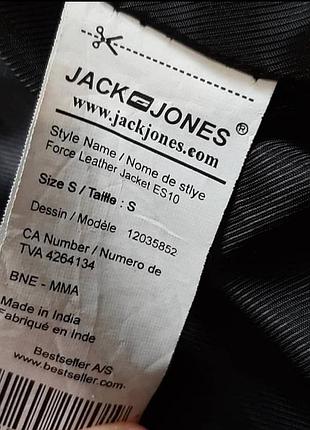 JACK JONES®
www.jackjones.com
Style Name / Nome de stlye
Force Leather Jacket ES10
Size S / Taille : S
Dessin / Modéle 12035852
CA Number / Numero de
TVA 4264134
BNE - MMA
Made in India
Fabriqué en Inde
Bestseller A/S
www.bestseller.com